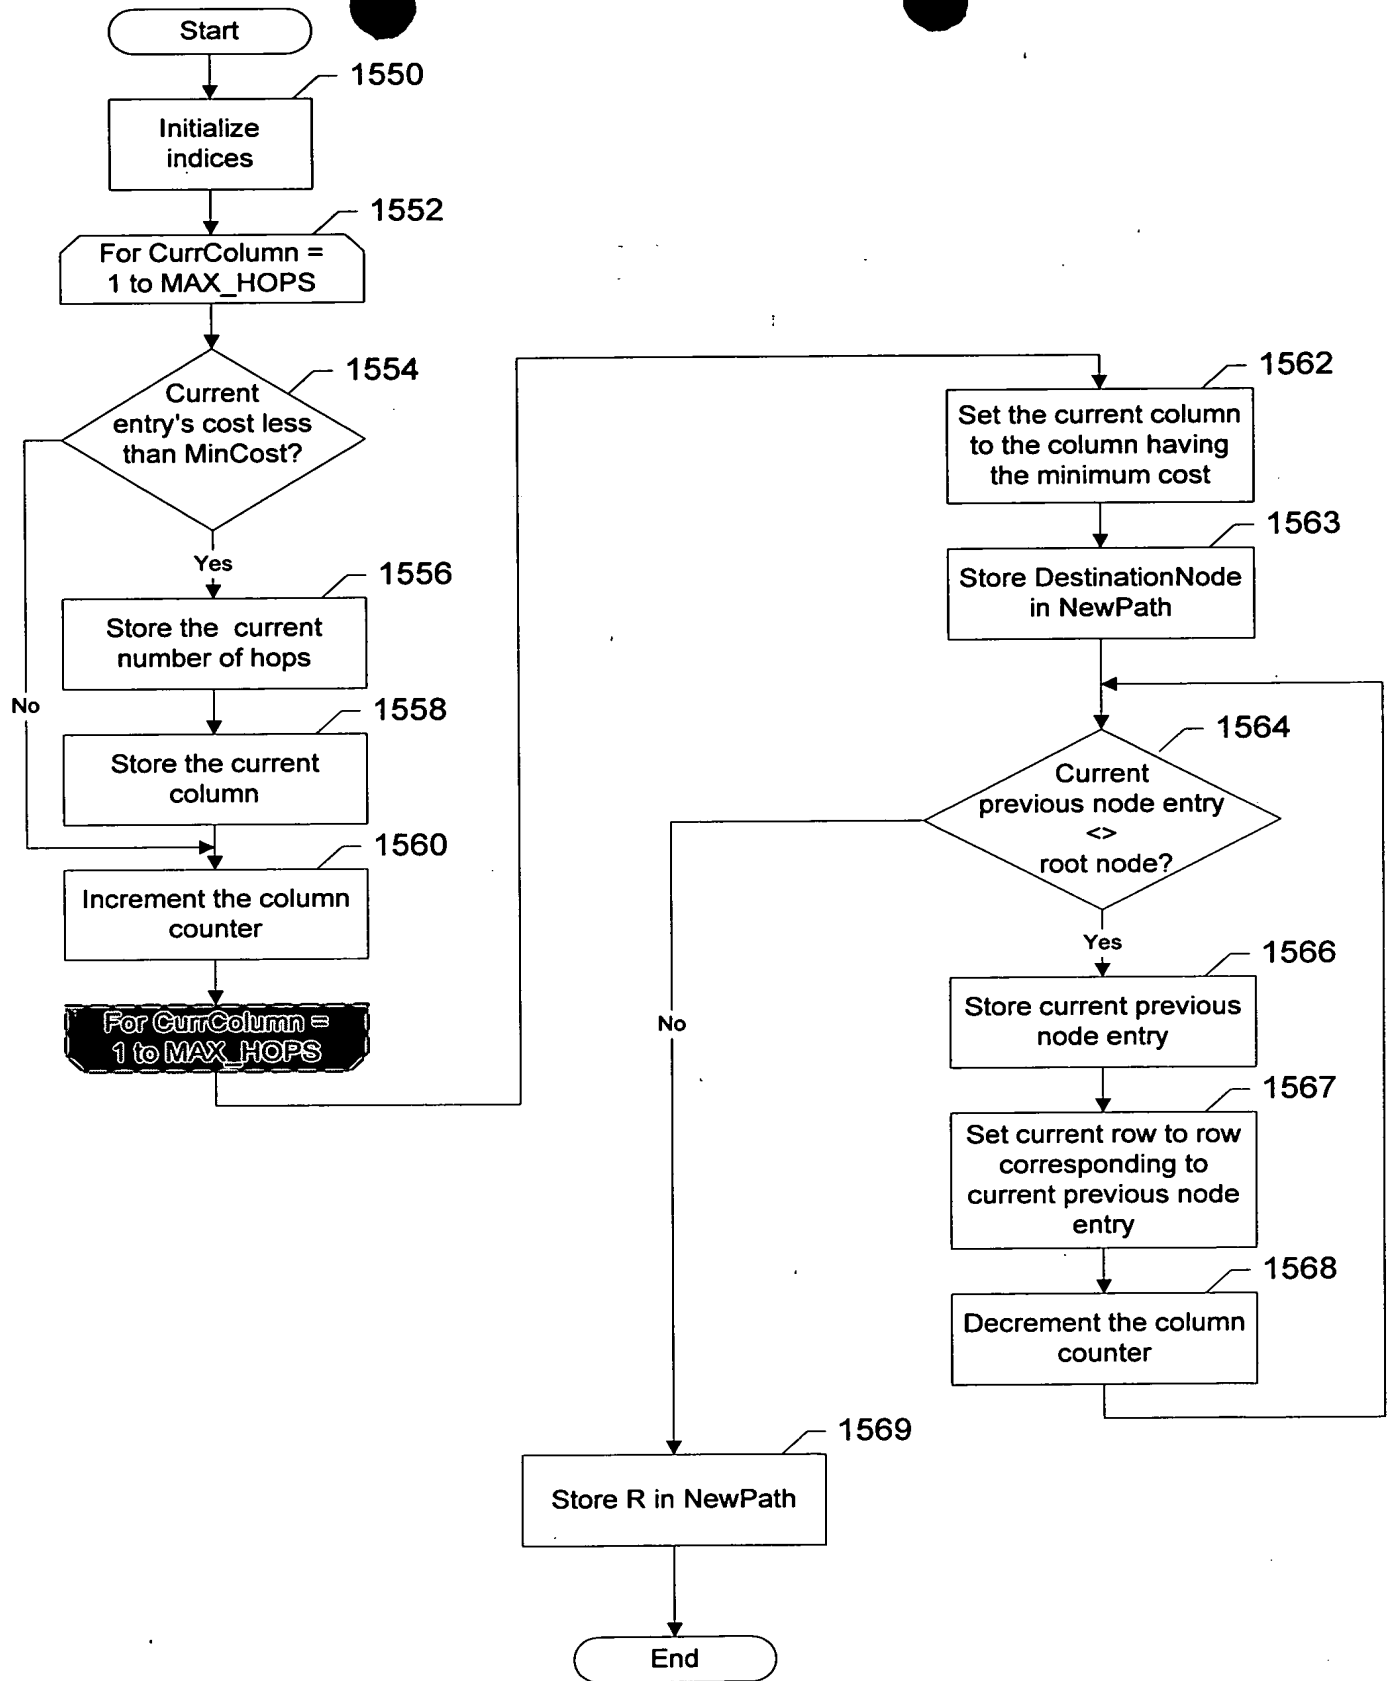 Start
1550
Initialize
indices
1552
For CurrColumn =
1 to MAX_HOPS
1554
Current
entry's cost less
than MinCost?
Yes
No
1556
Store the current
number of hops
1558
Store the current
column
1560
Increment the column
counter
For CurrColumn =
1 to MAX_HOPS
1562
Set the current column
to the column having
the minimum cost
1563
Store DestinationNode
in NewPath
1564
Current
previous node entry
<>
root node?
Yes
No
1566
Store current previous
node entry
1567
Set current row to row
corresponding to
current previous node
entry
1568
Decrement the column
counter
1569
Store R in NewPath
End